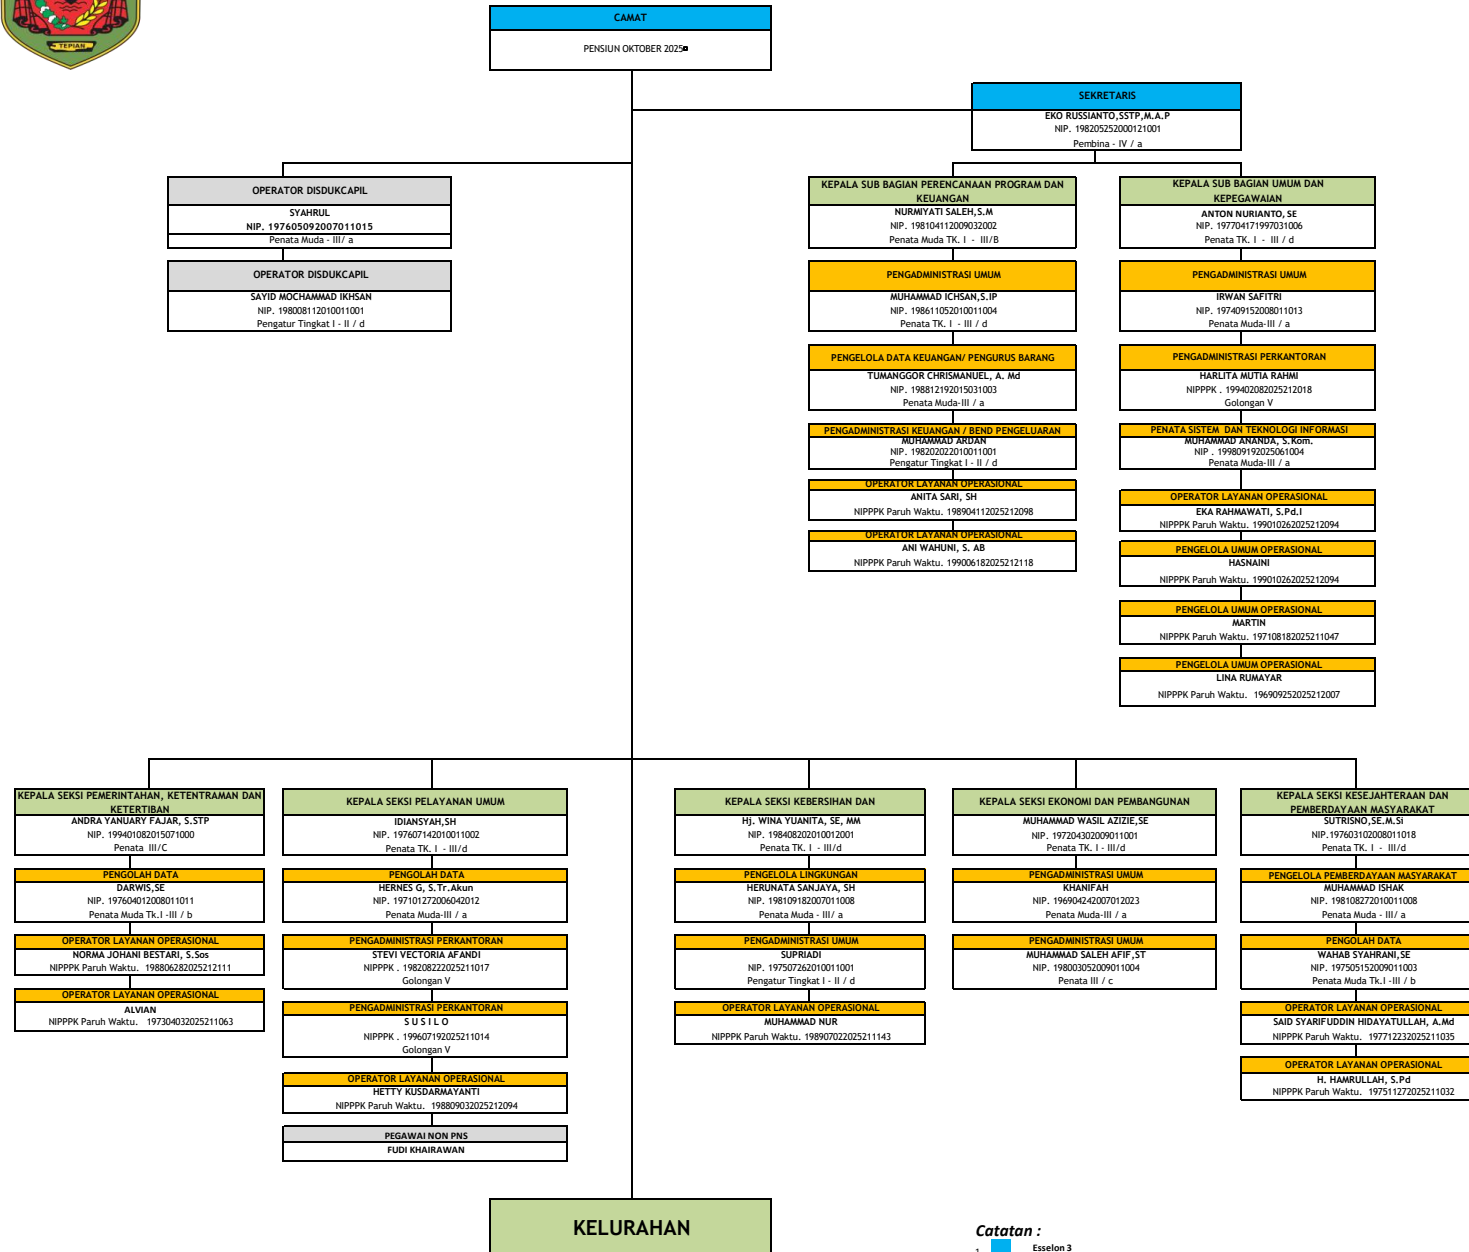 TEPIAN
CAMAT
PENSIUN OKTOBER 2025
SEKRETARIS
EKO RUSSIANTO,SSTP,M.A.P
NIP. 198205252000121001
Pembina - IV / a
OPERATOR DISDUKCAPIL
SYAHRUL
NIP. 197605092007011015
Penata Muda - III/ a
OPERATOR DISDUKCAPIL
SAYID MOCHAMMAD IKHSAN
NIP. 198008112010011001
Pengatur Tingkat I - II / d
KEPALA SUB BAGIAN PERENCANAAN PROGRAM DAN
KEUANGAN
NURMIYATI SALEH,S.M
NIP. 198104112009032002
Penata Muda TK. I - III/B
PENGADMINISTRASI UMUM
MUHAMMAD ICHSAN,S.IP
NIP. 198611052010011004
Penata TK. I - III / d
PENGELOLA DATA KEUANGAN/ PENGURUS BARANG
TUMANGGOR CHRISMANUEL, A. Md
NIP. 198812192015031003
Penata Muda-III / a
PENGADMINISTRASI KEUANGAN / BEND PENGELUARAN
MUHAMMAD ARDAN
NIP. 198202022010011001
Pengatur Tingkat I - II / d
OPERATOR LAYANAN OPERASIONAL
ANITA SARI, SH
NIPPPK Paruh Waktu. 198904112025212098
OPERATOR LAYANAN OPERASIONAL
ANI WAHUNI, S. AB
NIPPPK Paruh Waktu. 199006182025212118
KEPALA SUB BAGIAN UMUM DAN
KEPEGAWAIAN
ANTON NURIANTO, SE
NIP. 197704171997031006
Penata TK. I - III / d
PENGADMINISTRASI UMUM
IRWAN SAFITRI
NIP. 197409152008011013
Penata Muda-III / a
PENGADMINISTRASI PERKANTORAN
HARLITA MUTIA RAHMI
NIPPPK . 199402082025212018
Golongan V
PENATA SISTEM DAN TEKNOLOGI INFORMASI
MUHAMMAD ANANDA, S.Kom.
NIP . 199809192025061004
Penata Muda-III / a
OPERATOR LAYANAN OPERASIONAL
EKA RAHMAWATI, S.Pd.I
NIPPPK Paruh Waktu. 199010262025212094
PENGELOLA UMUM OPERASIONAL
HASNAINI
NIPPPK Paruh Waktu. 199010262025212094
PENGELOLA UMUM OPERASIONAL
MARTIN
NIPPPK Paruh Waktu. 197108182025211047
PENGELOLA UMUM OPERASIONAL
LINA RUMAYAR
NIPPPK Paruh Waktu. 196909252025212007
KEPALA SEKSI PEMERINTAHAN, KETENTRAMAN DAN
KETERTIBAN
ANDRA YANUARY FAJAR, S.STP
NIP. 199401082015071000
Penata III/C
PENGOLAH DATA
DARWIS,SE
NIP. 197604012008011011
Penata Muda Tk.I -III / b
OPERATOR LAYANAN OPERASIONAL
NORMA JOHANI BESTARI, S.Sos
NIPPPK Paruh Waktu. 198806282025212111
OPERATOR LAYANAN OPERASIONAL
ALVIAN
NIPPPK Paruh Waktu. 197304032025211063
KEPALA SEKSI PELAYANAN UMUM
IDIANSYAH,SH
NIP. 197607142010011002
Penata TK. I - III/d
PENGOLAH DATA
HERNES G, S.Tr.Akun
NIP. 197101272006042012
Penata Muda-III / a
PENGADMINISTRASI PERKANTORAN
STEVI VECTORIA AFANDI
NIPPPK . 198208222025211017
Golongan V
PENGADMINISTRASI PERKANTORAN
S U S I L O
NIPPPK . 199607192025211014
Golongan V
OPERATOR LAYANAN OPERASIONAL
HETTY KUSDARMAYANTI
NIPPPK Paruh Waktu. 198809032025212094
PEGAWAI NON PNS
FUDI KHAIRAWAN
KEPALA SEKSI KEBERSIHAN DAN
Hj. WINA YUANITA, SE, MM
NIP. 198408202010012001
Penata TK. I - III/d
PENGELOLA LINGKUNGAN
HERUNATA SANJAYA, SH
NIP. 198109182007011008
Penata Muda - III/ a
PENGADMINISTRASI UMUM
SUPRIADI
NIP. 197507262010011001
Pengatur Tingkat I - II / d
OPERATOR LAYANAN OPERASIONAL
MUHAMMAD NUR
NIPPPK Paruh Waktu. 198907022025211143
KEPALA SEKSI EKONOMI DAN PEMBANGUNAN
MUHAMMAD WASIL AZIZIE,SE
NIP. 197204302009011001
Penata TK. I - III/d
PENGADMINISTRASI UMUM
KHANIFAH
NIP. 196904242007012023
Penata Muda-III / a
PENGADMINISTRASI UMUM
MUHAMMAD SALEH AFIF,ST
NIP. 198003052009011004
Penata III / c
KEPALA SEKSI KESEJAHTERAAN DAN
PEMBERDAYAAN MASYARAKAT
SUTRISNO,SE.M.Si
NIP.197603102008011018
Penata TK. I - III/d
PENGELOLA PEMBERDAYAAN MASYARAKAT
MUHAMMAD ISHAK
NIP. 198108272010011008
Penata Muda - III/ a
PENGOLAH DATA
WAHAB SYAHRANI,SE
NIP. 197505152009011003
Penata Muda Tk.I -III / b
OPERATOR LAYANAN OPERASIONAL
SAID SYARIFUDDIN HIDAYATULLAH, A.Md
NIPPPK Paruh Waktu. 197712232025211035
OPERATOR LAYANAN OPERASIONAL
H. HAMRULLAH, S.Pd
NIPPPK Paruh Waktu. 197511272025211032
KELURAHAN
Catatan :
1 Esselon 3